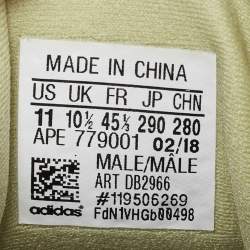 MADE IN CHINA
US UK FR JP CHN
11 10½ 45⅓ 290 280
APE 779001 02/18
MALE/MÂLE
ART DB2966
#119506269
adidas FdN1VHGb00498